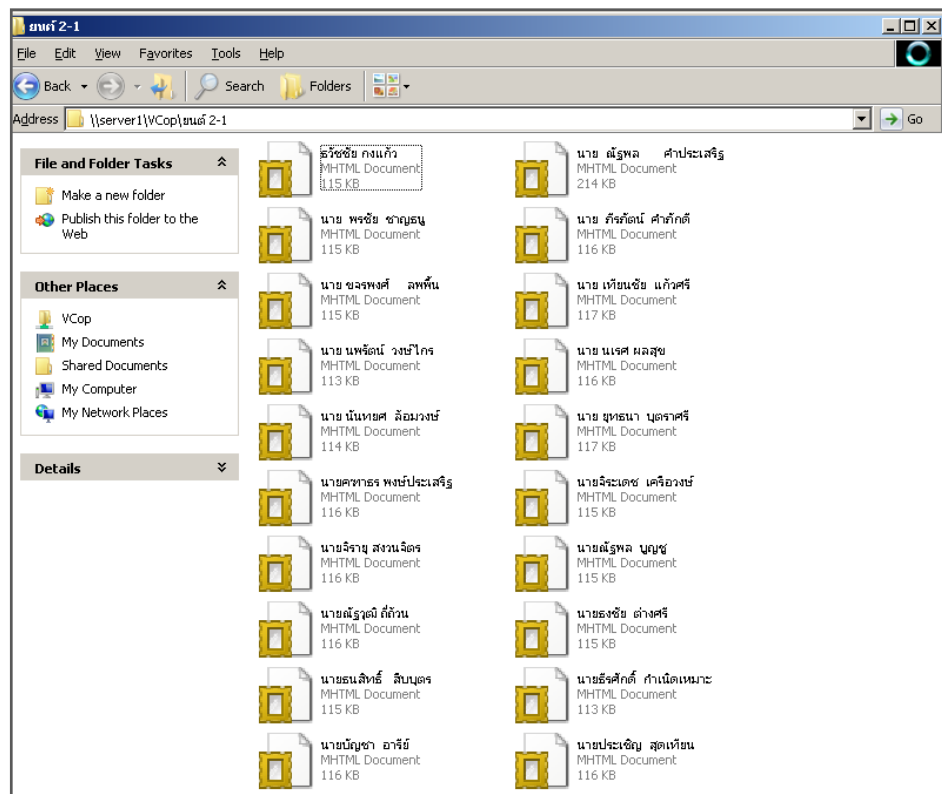 ยนต์ 2-1
File Edit View Favorites Tools Help
Back Search Folders
Address \\server1\VCop\ยนต์ 2-1 Go
File and Folder Tasks
Make a new folder
Publish this folder to the
Web
Other Places
VCop
My Documents
Shared Documents
My Computer
My Network Places
Details
ธวัชชัย กงแก้ว
MHTML Document
115 KB
นาย ณัฐพล คำประเสริฐ
MHTML Document
214 KB
นาย พรชัย ชาญธนู
MHTML Document
115 KB
นาย ภีรภัตน์ คำภักดี
MHTML Document
116 KB
นาย ขจรพงศ์ ลพพื้น
MHTML Document
115 KB
นาย เทียนชัย แก้วศรี
MHTML Document
117 KB
นาย นพรัตน์ วงษ์ไกร
MHTML Document
113 KB
นาย นเรศ ผลสุข
MHTML Document
116 KB
นาย นันทยศ ล้อมวงษ์
MHTML Document
114 KB
นาย ยุทธนา บุตราศรี
MHTML Document
117 KB
นายคฑาธร พงษ์ประเสริฐ
MHTML Document
116 KB
นายจิระเดช เครือวงษ์
MHTML Document
115 KB
นายจิรายุ สงวนจิตร
MHTML Document
116 KB
นายณัฐพล บุญชู
MHTML Document
115 KB
นายณัฐวุฒิ ถี่ถ้วน
MHTML Document
116 KB
นายธงชัย ต่างศรี
MHTML Document
115 KB
นายธนสิทธิ์ สืบบุตร
MHTML Document
115 KB
นายธีรศักดิ์ กำเนิดเหมาะ
MHTML Document
113 KB
นายบัญชา อารีย์
MHTML Document
116 KB
นายประเชิญ สุดเทียน
MHTML Document
116 KB